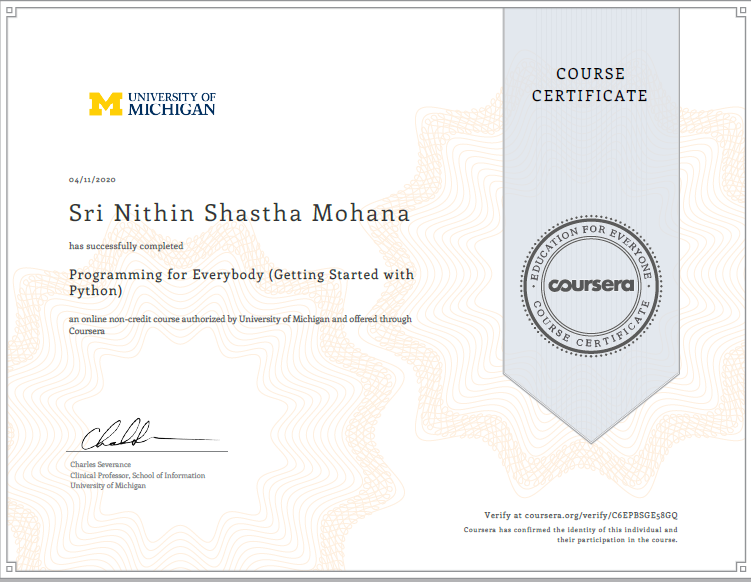 UNIVERSITY OF
MICHIGAN
COURSE
CERTIFICATE
04/11/2020
Sri Nithin Shastha Mohana
has successfully completed
Programming for Everybody (Getting Started with
Python)
an online non-credit course authorized by University of Michigan and offered through
Coursera
EDUCATION FOR EVERYONE
coursera
COURSE CERTIFICATE
Charles Severance
Clinical Professor, School of Information
University of Michigan
Verify at coursera.org/verify/C6EPBSGE58GQ
Coursera has confirmed the identity of this individual and
their participation in the course.